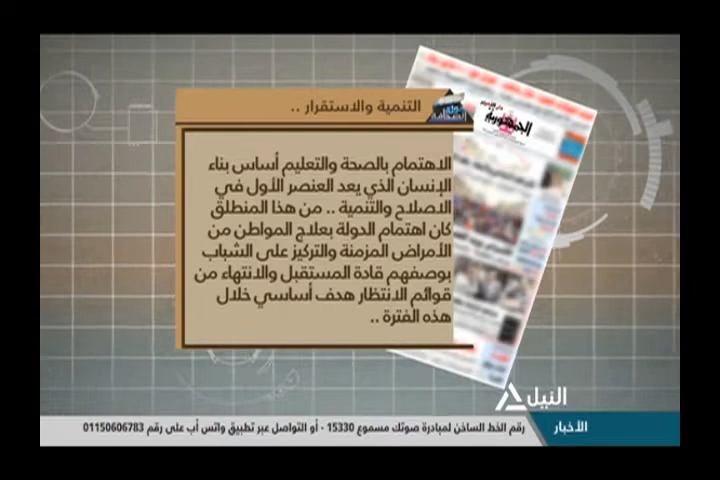 التنمية والاستقرار ..
الاهتمام بالصحة والتعليم أساس بناء
الإنسان الذي يعد العنصر الأول في
الاصلاح والتنمية .. من هذا المنطلق
كان اهتمام الدولة بعلاج المواطن من
الأمراض المزمنة والتركيز على الشباب
بوصفهم قادة المستقبل والانتهاء من
قوائم الانتظار هدف أساسي خلال
هذه الفترة ..
الجمهورية
النيل
الأخبار
رقم الخط الساخن لمبادرة صوتك مسموع 15330 - أو التواصل عبر تطبيق واتس أب على رقم 01150606783